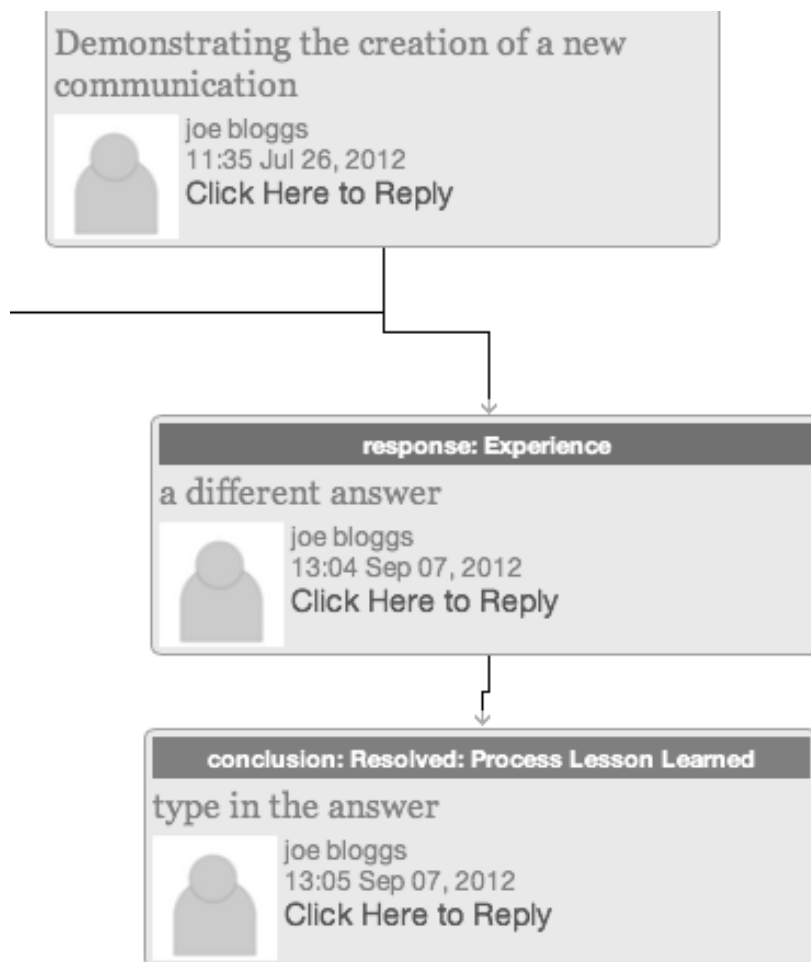 Demonstrating the creation of a new
communication
joe bloggs
11:35 Jul 26, 2012
Click Here to Reply
response: Experience
a different answer
joe bloggs
13:04 Sep 07, 2012
Click Here to Reply
conclusion: Resolved: Process Lesson Learned
type in the answer
joe bloggs
13:05 Sep 07, 2012
Click Here to Reply